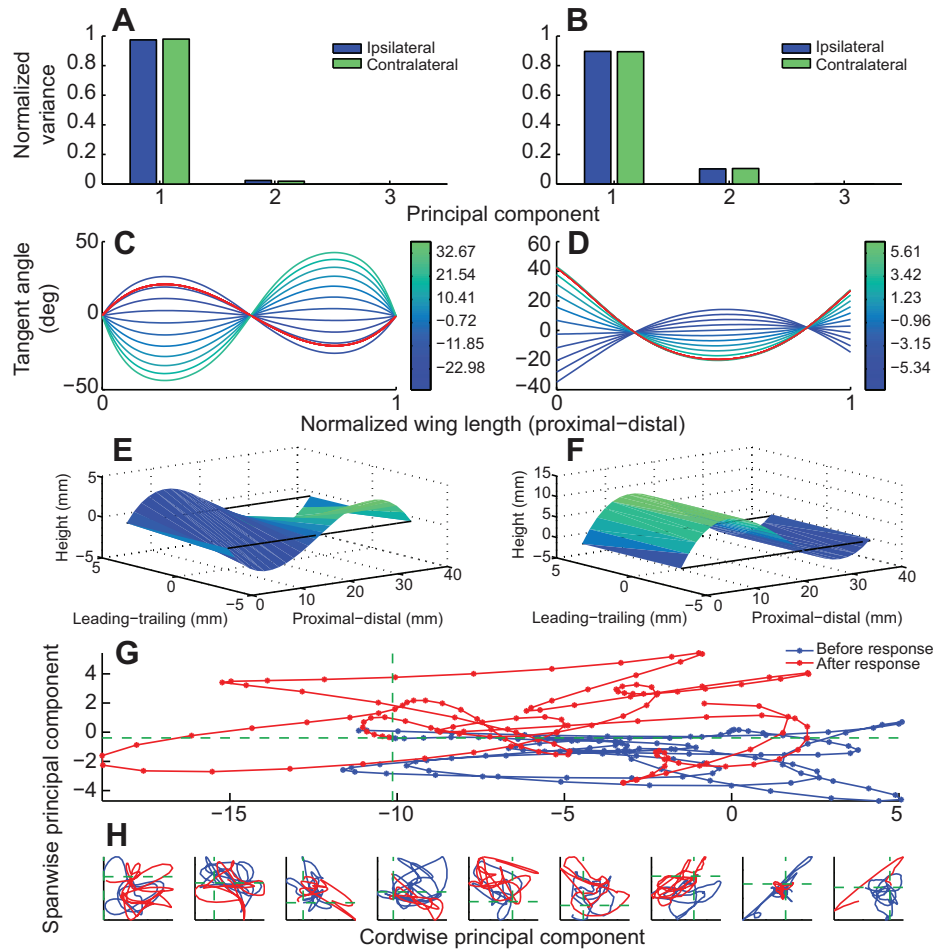 A
B
Normalized variance
1
0.8
0.6
0.4
0.2
0
Ipsilateral
Contralateral
1
2
3
1
0.8
0.6
0.4
0.2
0
Ipsilateral
Contralateral
1
2
3
Principal component
C
D
Tangent angle (deg)
50
0
−50
0
1
32.67
21.54
10.41
−0.72
−11.85
−22.98
60
40
20
0
−20
−40
0
1
5.61
3.42
1.23
−0.96
−3.15
−5.34
Normalized wing length (proximal−distal)
E
F
Height (mm)
5
0
−5
5
0
−5
0
10
20
30
40
Leading−trailing (mm)
Proximal−distal (mm)
Height (mm)
15
10
5
0
−5
5
0
−5
0
10
20
30
40
Leading−trailing (mm)
Proximal−distal (mm)
G
Before response
After response
Spanwise principal component
4
2
0
−2
−4
−15
−10
−5
0
5
H
Cordwise principal component